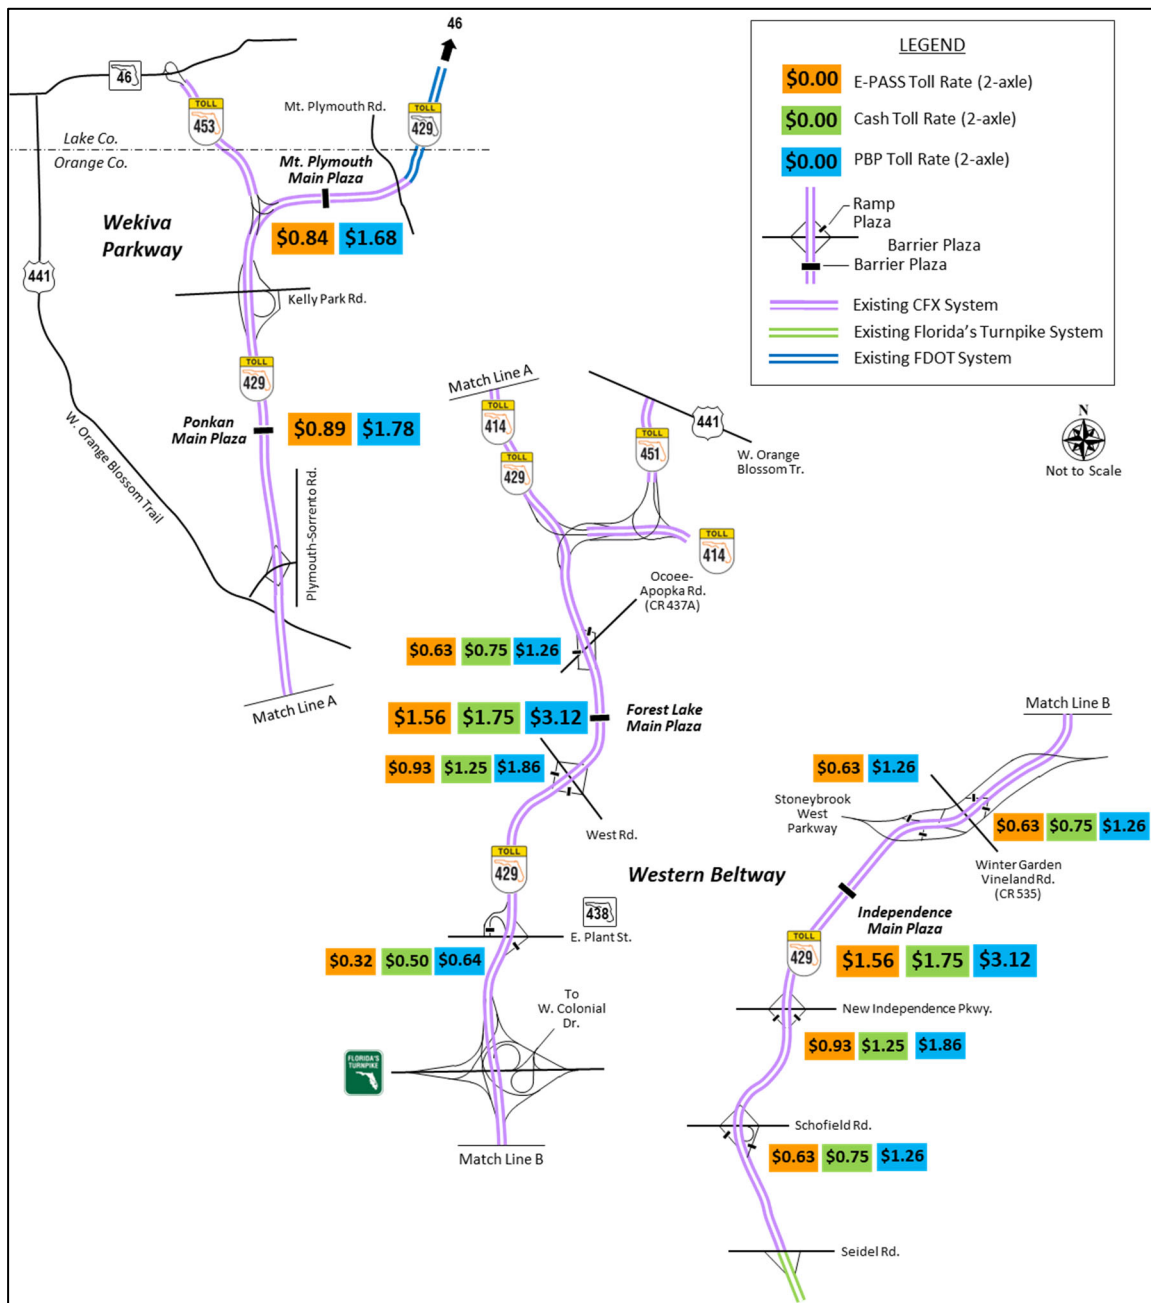 46
LEGEND
$0.00 E-PASS Toll Rate (2-axle)
$0.00 Cash Toll Rate (2-axle)
$0.00 PBP Toll Rate (2-axle)
Ramp
Plaza
Barrier Plaza
Barrier Plaza
Existing CFX System
Existing Florida's Turnpike System
Existing FDOT System
46
TOLL
453
Mt. Plymouth Rd.
TOLL
429
Lake Co.
Orange Co.
Mt. Plymouth
Main Plaza
Wekiva
Parkway
$0.84 $1.68
441
Kelly Park Rd.
TOLL
429
Ponkan
Main Plaza
$0.89 $1.78
W. Orange Blossom Trail
Plymouth-Sorrento Rd.
Match Line A
Match Line A
TOLL
414
TOLL
429
TOLL
451
441
W. Orange
Blossom Tr.
N
Not to Scale
TOLL
414
Ocoee-
Apopka Rd.
(CR 437A)
$0.63 $0.75 $1.26
$1.56 $1.75 $3.12
Forest Lake
Main Plaza
$0.93 $1.25 $1.86
West Rd.
TOLL
429
Western Beltway
438
E. Plant St.
$0.32 $0.50 $0.64
To
W. Colonial
Dr.
FLORIDA'S
TURNPIKE
Match Line B
Match Line B
$0.63 $1.26
Stoneybrook
West
Parkway
$0.63 $0.75 $1.26
Winter Garden
Vineland Rd.
(CR 535)
Independence
Main Plaza
TOLL
429
$1.56 $1.75 $3.12
New Independence Pkwy.
$0.93 $1.25 $1.86
Schofield Rd.
$0.63 $0.75 $1.26
Seidel Rd.